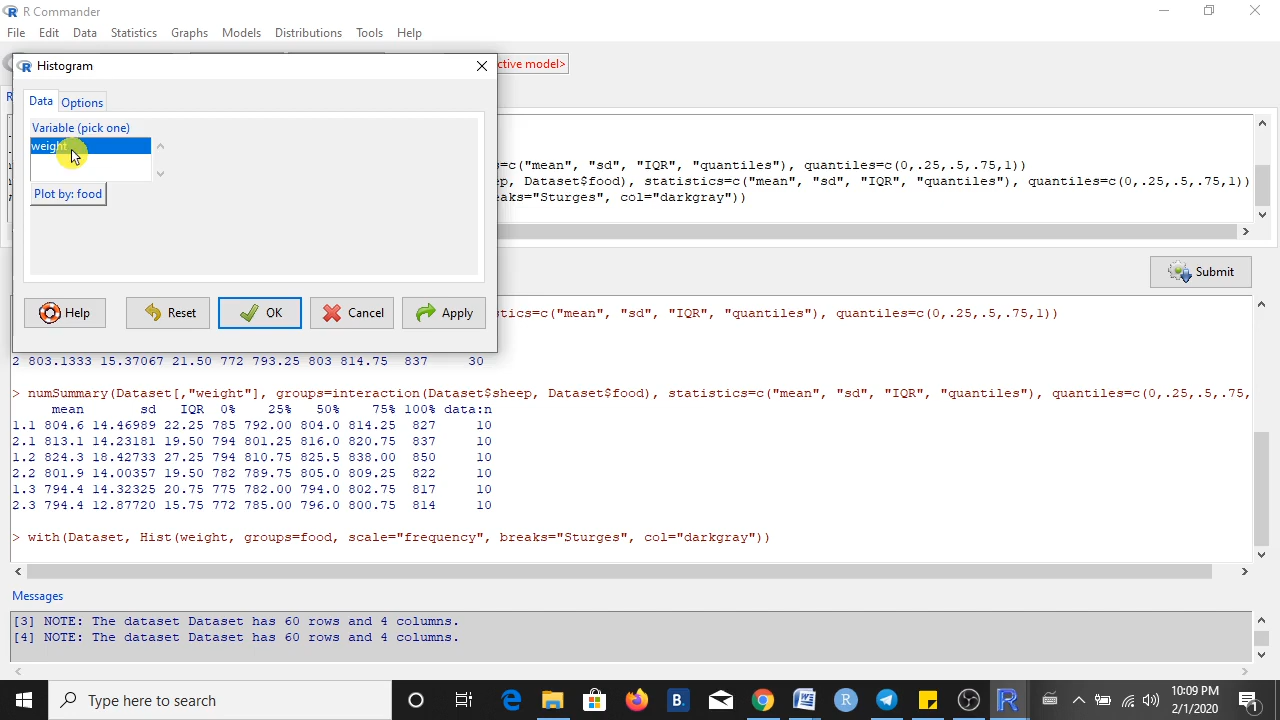 R Commander
File Edit Data Statistics Graphs Models Distributions Tools Help
Histogram
ctive model>
Data Options
Variable (pick one)
weight
Plot by: food
=c("mean", "sd", "IQR", "quantiles"), quantiles=c(0,.25,.5,.75,1))
ep, Dataset$food), statistics=c("mean", "sd", "IQR", "quantiles"), quantiles=c(0,.25,.5,.75,1))
eaks="Sturges", col="darkgray"))
Submit
Help Reset OK Cancel Apply
tics=c("mean", "sd", "IQR", "quantiles"), quantiles=c(0,.25,.5,.75,1))
2 803.1333 15.37067 21.50 772 793.25 803 814.75 837 30
> numSummary(Dataset[,"weight"], groups=interaction(Dataset$sheep, Dataset$food), statistics=c("mean", "sd", "IQR", "quantiles"), quantiles=c(0,.25,.5,.75,
mean sd IQR 0% 25% 50% 75% 100% data:n
1.1 804.6 14.46989 22.25 785 792.00 804.0 814.25 827 10
2.1 813.1 14.23181 19.50 794 801.25 816.0 820.75 837 10
1.2 824.3 18.42733 27.25 794 810.75 825.5 838.00 850 10
2.2 801.9 14.00357 19.50 782 789.75 805.0 809.25 822 10
1.3 794.4 14.32325 20.75 775 782.00 794.0 802.75 817 10
2.3 794.4 12.87720 15.75 772 785.00 796.0 800.75 814 10
> with(Dataset, Hist(weight, groups=food, scale="frequency", breaks="Sturges", col="darkgray"))
Messages
[3] NOTE: The dataset Dataset has 60 rows and 4 columns.
[4] NOTE: The dataset Dataset has 60 rows and 4 columns.
Type here to search
10:09 PM
2/1/2020